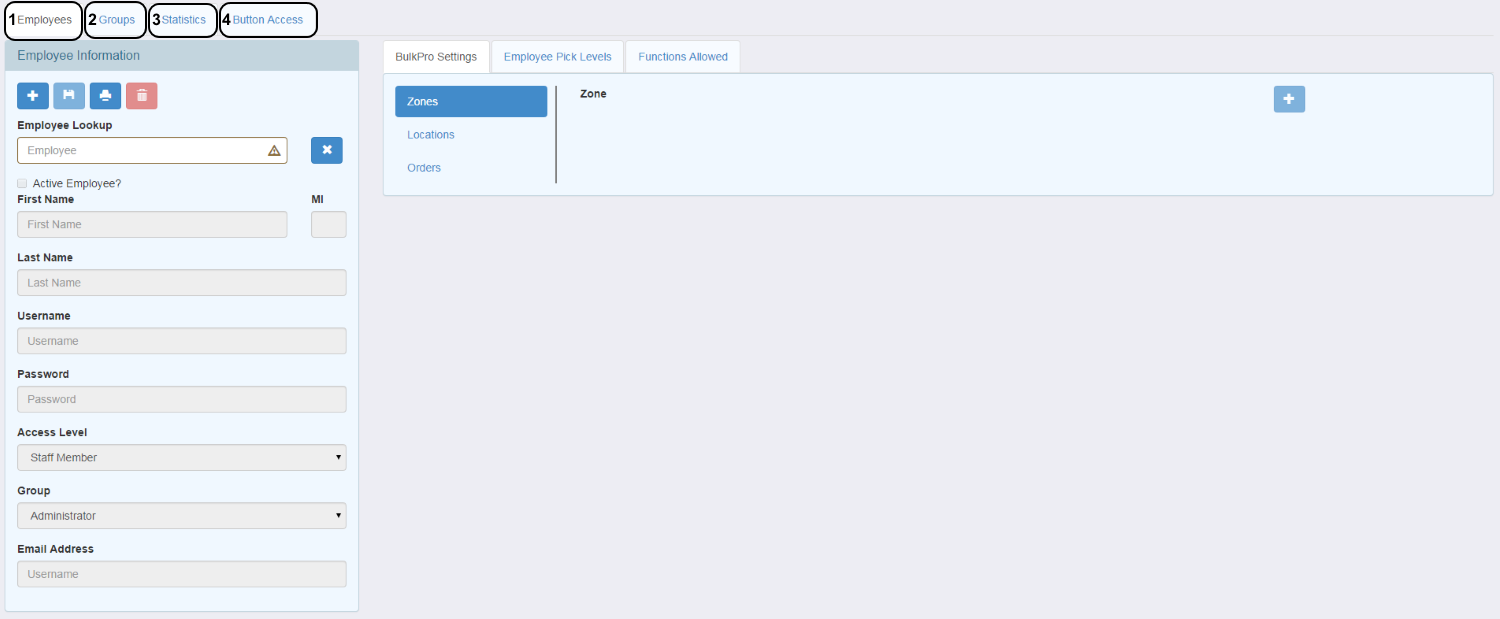 1 Employees 2 Groups 3 Statistics 4 Button Access
Employee Information
Employee Lookup
Employee
Active Employee?
First Name MI
First Name
Last Name
Last Name
Username
Username
Password
Password
Access Level
Staff Member
Group
Administrator
Email Address
Username
BulkPro Settings Employee Pick Levels Functions Allowed
Zones Zone
Locations
Orders